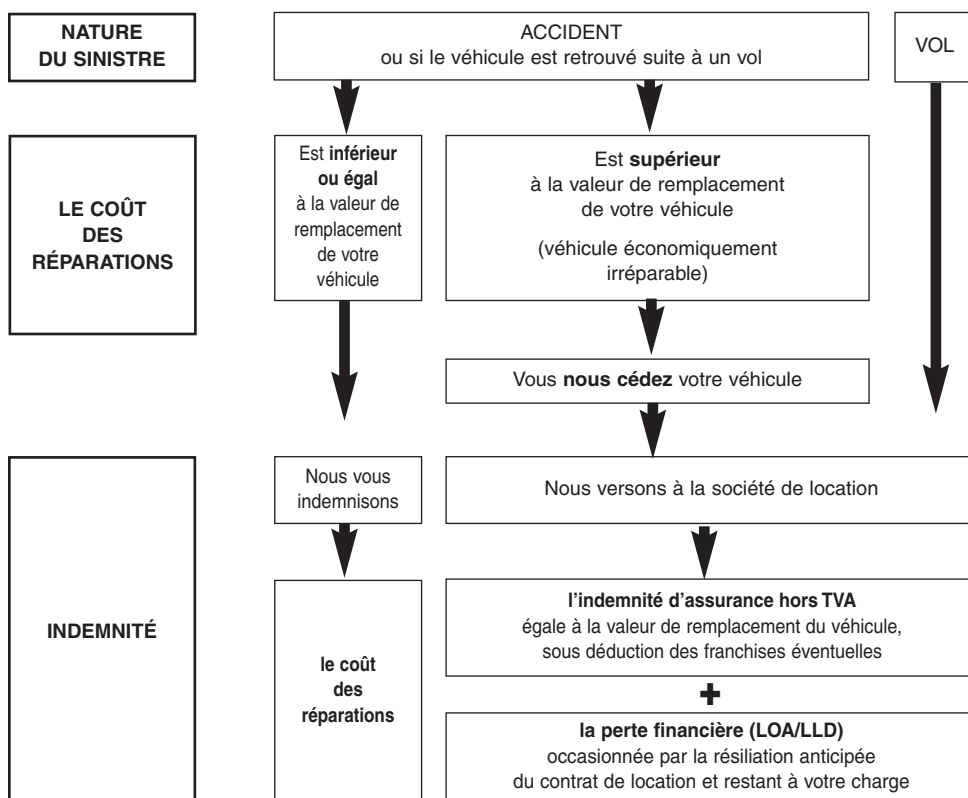 NATURE
DU SINISTRE
ACCIDENT
ou si le véhicule est retrouvé suite à un vol
VOL
LE COÛT
DES
RÉPARATIONS
Est inférieur
ou égal
à la valeur de
remplacement
de votre
véhicule
Est supérieur
à la valeur de remplacement
de votre véhicule
(véhicule économiquement
irréparable)
Vous nous cédez votre véhicule
INDEMNITÉ
Nous vous
indemnisons
Nous versons à la société de location
le coût
des
réparations
l'indemnité d'assurance hors TVA
égale à la valeur de remplacement du véhicule,
sous déduction des franchises éventuelles
+
la perte financière (LOA/LLD)
occasionnée par la résiliation anticipée
du contrat de location et restant à votre charge